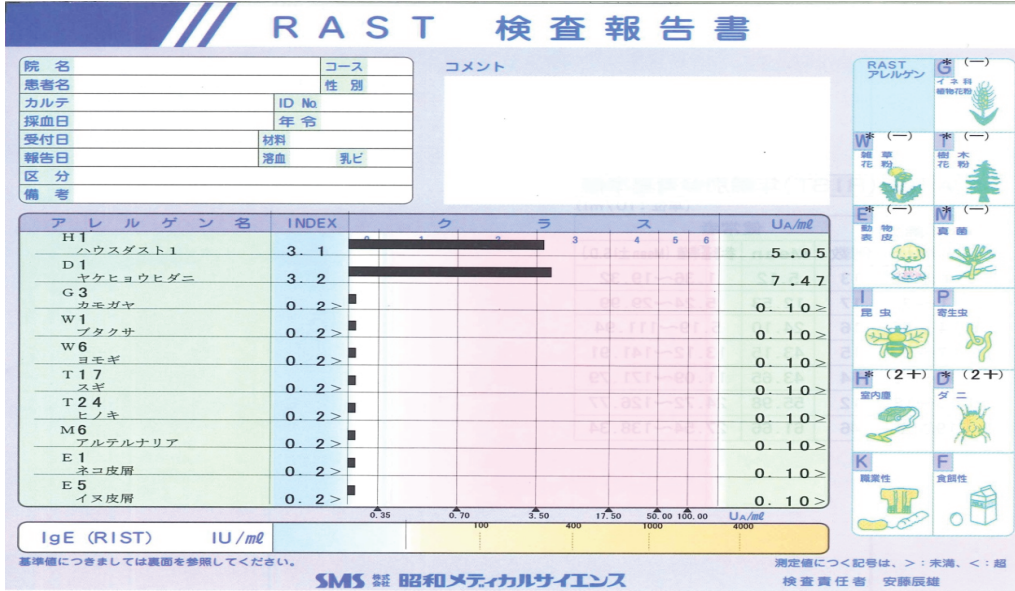 RAST 検査報告書
院名 コース
患者名 性別
カルテ ID No.
採血日 年令
受付日 材料
報告日 溶血 乳ビ
区分
備考
コメント
RAST アレルゲン
G * (−) イネ科植物花粉
W * (−) 雑草花粉
T * (−) 樹木花粉
E * (−) 動物表皮
M * (−) 真菌
I 昆虫
P 寄生虫
H * (2+) 室内塵
D * (2+) ダニ
K 職業性
F 食餌性
アレルゲン名 INDEX クラス UA/ml
0 1 2 3 4 5 6
H1 ハウスダスト1 3.1 5.05
D1 ヤケヒョウヒダニ 3.2 7.47
G3 カモガヤ 0.2> 0.10>
W1 ブタクサ 0.2> 0.10>
W6 ヨモギ 0.2> 0.10>
T17 スギ 0.2> 0.10>
T24 ヒノキ 0.2> 0.10>
M6 アルテルナリア 0.2> 0.10>
E1 ネコ皮屑 0.2> 0.10>
E5 イヌ皮屑 0.2> 0.10>
0.35 0.70 3.50 17.50 50.00 100.00 UA/ml
IgE (RIST) IU/ml 100 400 1000 4000
基準値につきましては裏面を参照してください。
測定値につく記号は、>:未満、<:超
SMS 株式会社 昭和メディカルサイエンス
検査責任者 安藤辰雄